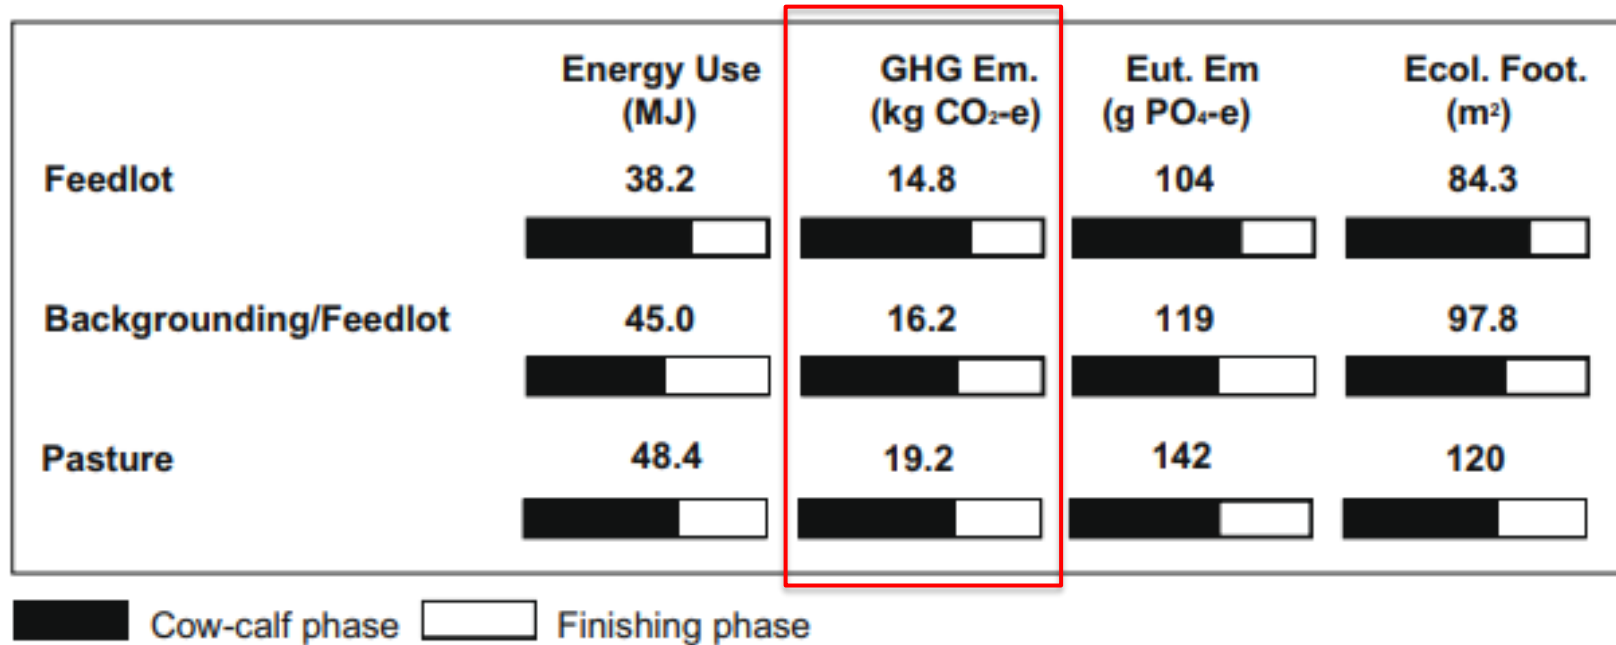 Energy Use GHG Em. Eut. Em Ecol. Foot.
(MJ) (kg CO₂-e) (g PO₄-e) (m²)
Feedlot 38.2 14.8 104 84.3
Backgrounding/Feedlot 45.0 16.2 119 97.8
Pasture 48.4 19.2 142 120
Cow-calf phase Finishing phase